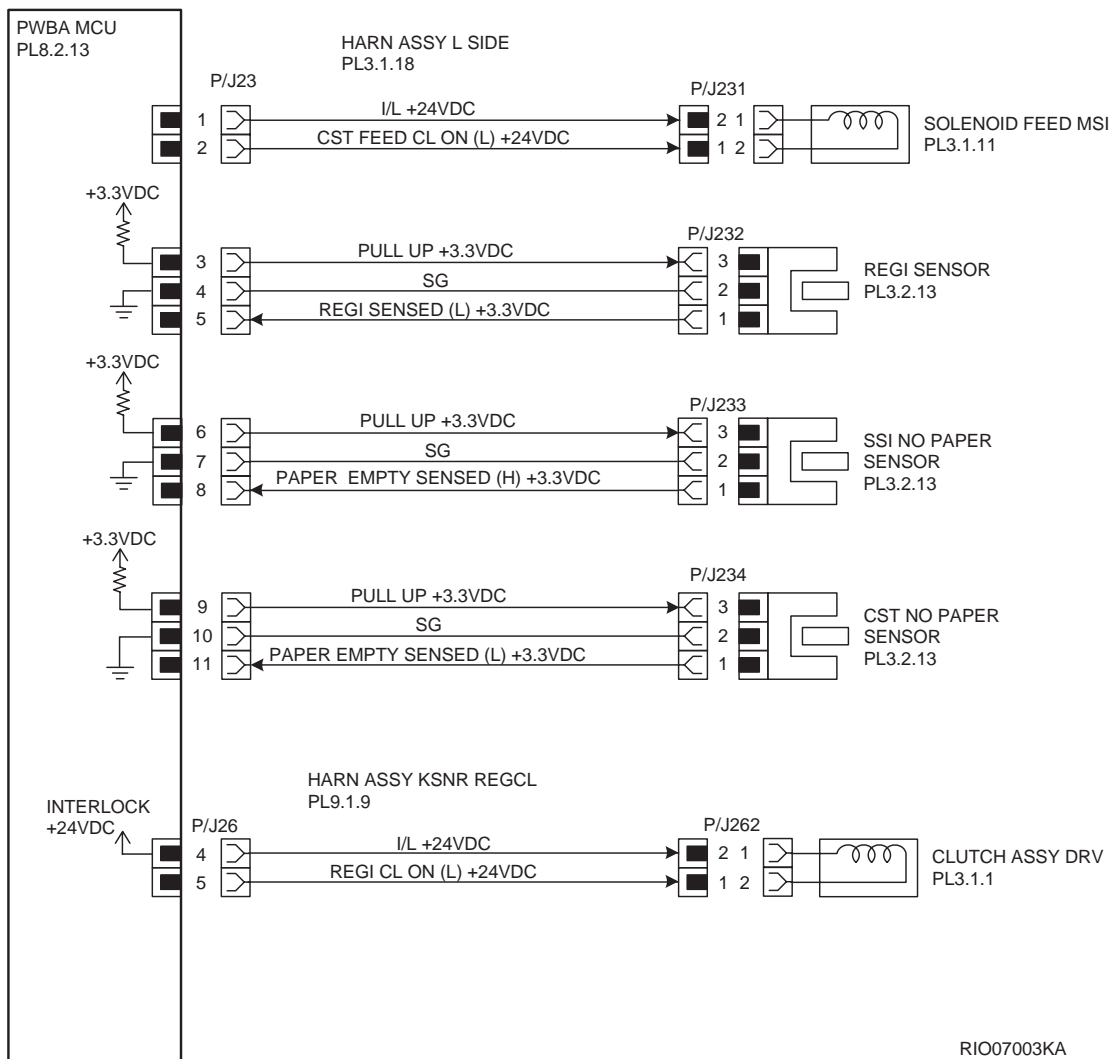 PWBA MCU
PL8.2.13
HARN ASSY L SIDE
PL3.1.18
P/J23
P/J231
1
I/L +24VDC
2 1
2
CST FEED CL ON (L) +24VDC
1 2
SOLENOID FEED MSI
PL3.1.11
+3.3VDC
P/J232
3
PULL UP +3.3VDC
3
4
SG
2
5
REGI SENSED (L) +3.3VDC
1
REGI SENSOR
PL3.2.13
+3.3VDC
P/J233
6
PULL UP +3.3VDC
3
7
SG
2
8
PAPER EMPTY SENSED (H) +3.3VDC
1
SSI NO PAPER
SENSOR
PL3.2.13
+3.3VDC
P/J234
9
PULL UP +3.3VDC
3
10
SG
2
11
PAPER EMPTY SENSED (L) +3.3VDC
1
CST NO PAPER
SENSOR
PL3.2.13
HARN ASSY KSNR REGCL
PL9.1.9
INTERLOCK
+24VDC
P/J26
P/J262
4
I/L +24VDC
2 1
5
REGI CL ON (L) +24VDC
1 2
CLUTCH ASSY DRV
PL3.1.1
RIO07003KA